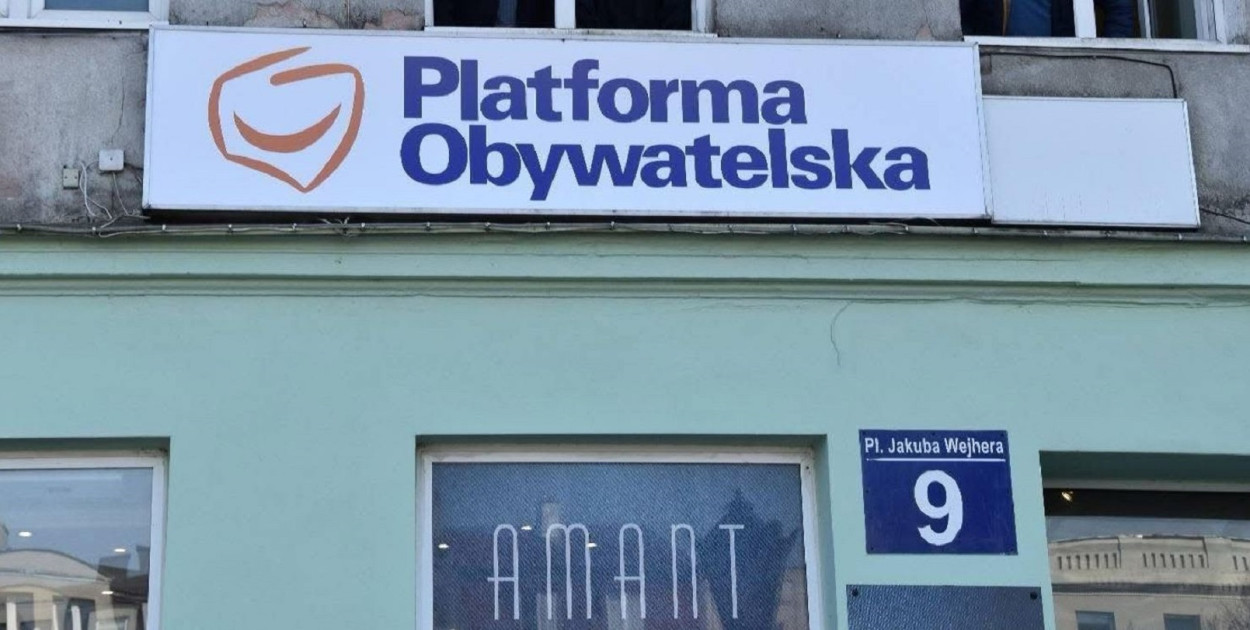 Platforma
Obywatelska
Pl. Jakuba Wejhera
9
AMANT